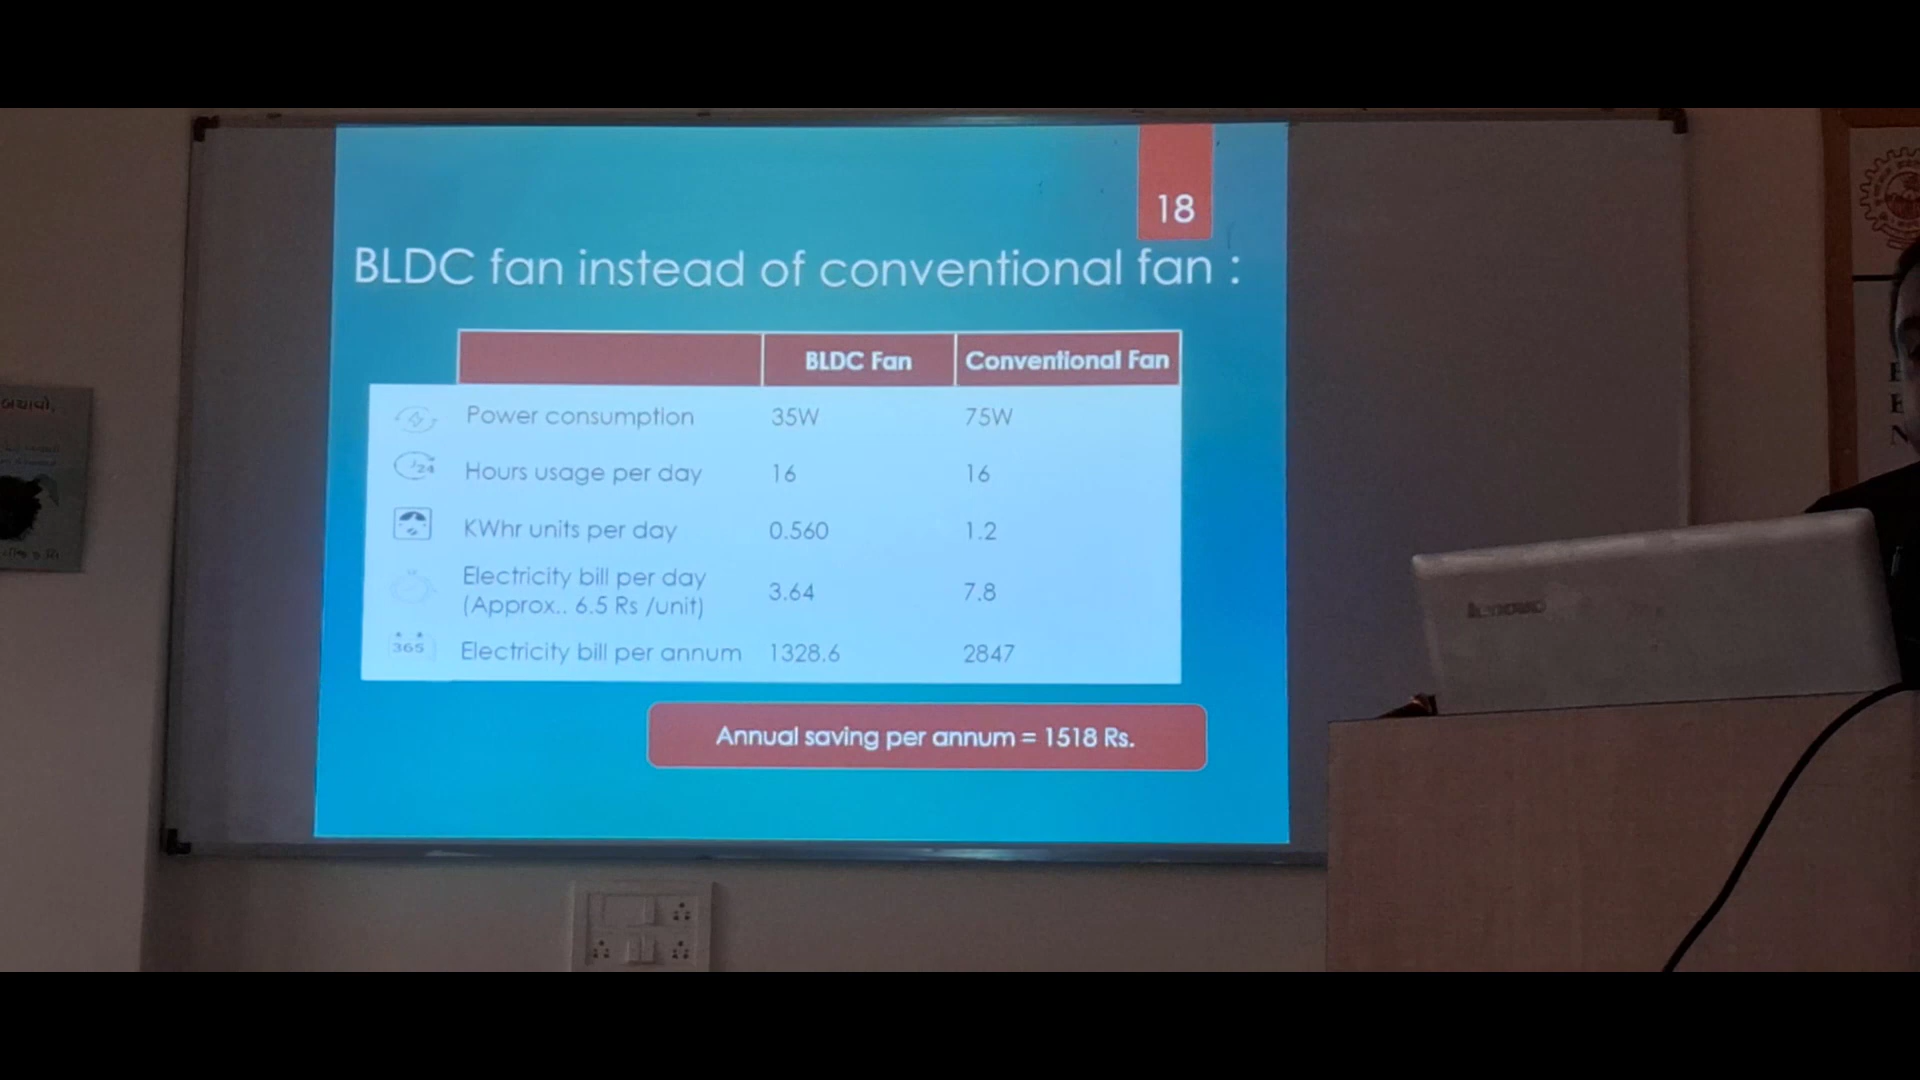 18
BLDC fan instead of conventional fan :
BLDC Fan Conventional Fan
Power consumption 35W 75W
24 Hours usage per day 16 16
KWhr units per day 0.560 1.2
Electricity bill per day
(Approx.. 6.5 Rs /unit) 3.64 7.8
365 Electricity bill per annum 1328.6 2847
Annual saving per annum = 1518 Rs.
lenovo